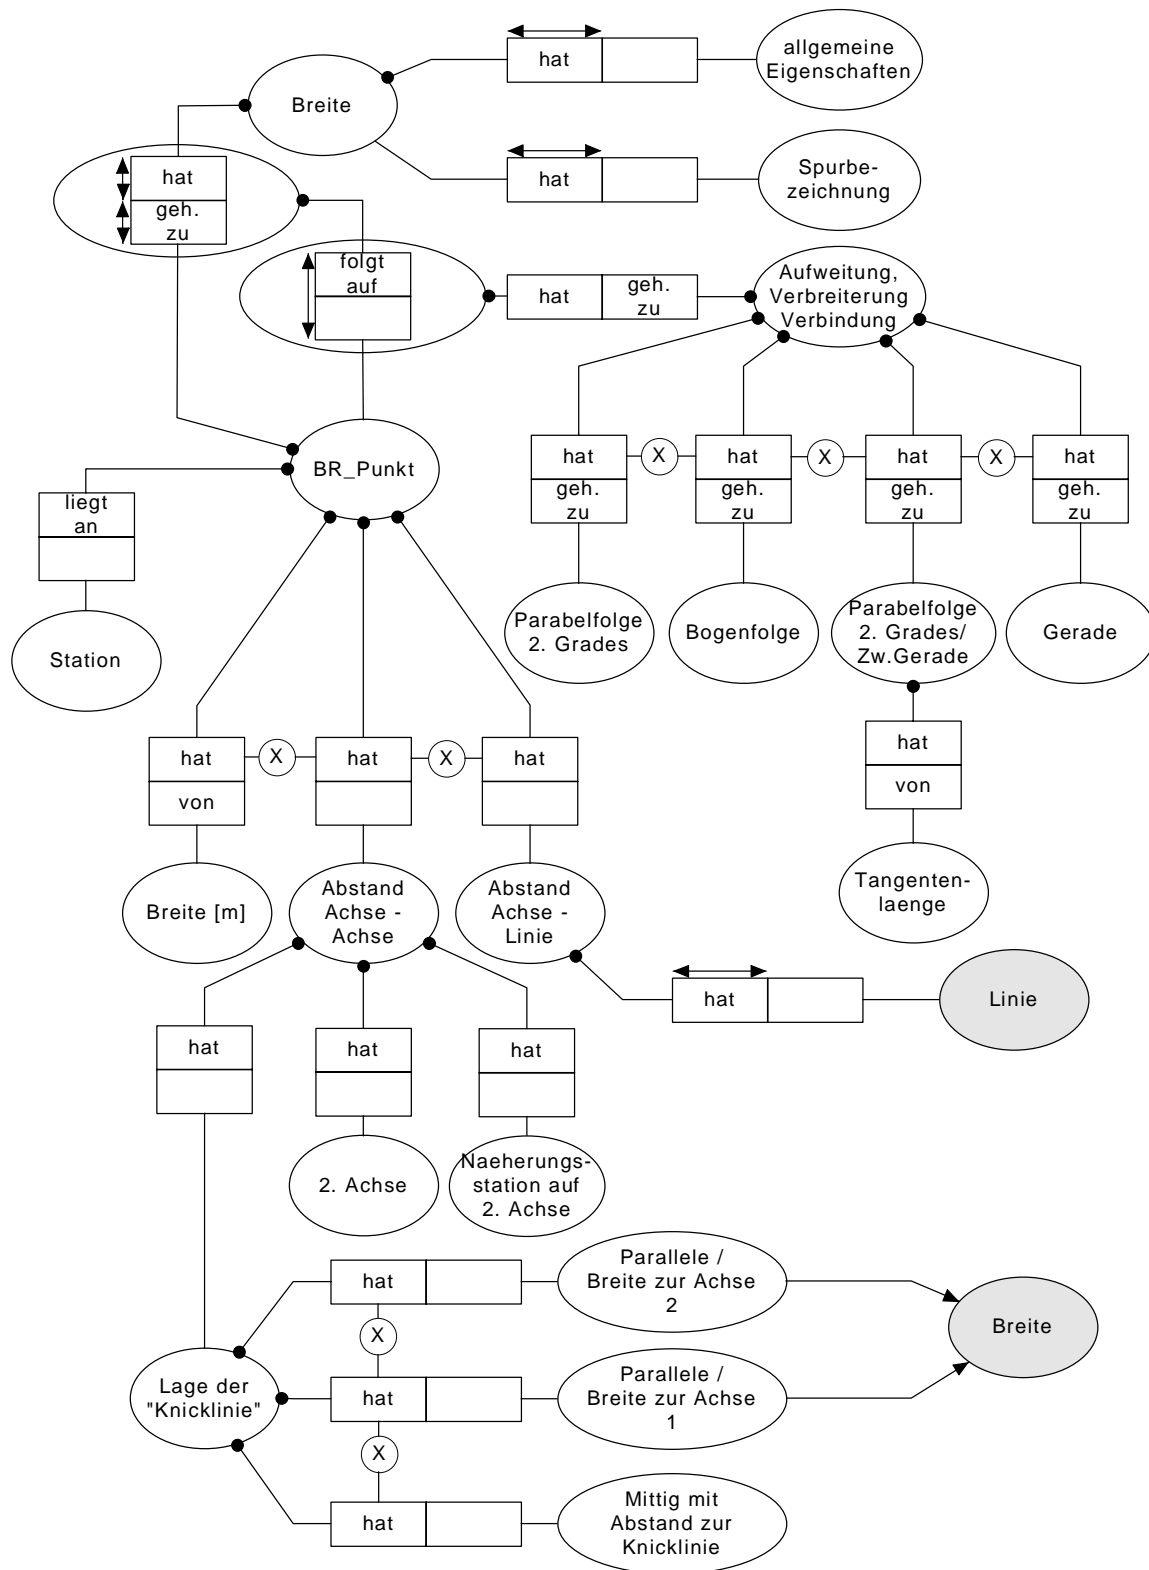 allgemeine
Eigenschaften
hat
Breite
Spurbe-
zeichnung
hat
hat
geh.
zu
folgt
auf
hat
geh.
zu
Aufweitung,
Verbreiterung
Verbindung
BR_Punkt
hat
geh.
zu
X
hat
geh.
zu
X
hat
geh.
zu
X
hat
geh.
zu
liegt
an
Station
Parabelfolge
2. Grades
Bogenfolge
Parabelfolge
2. Grades/
Zw.Gerade
Gerade
hat
von
X
hat
X
hat
hat
von
Breite [m]
Abstand
Achse -
Achse
Abstand
Achse -
Linie
Tangenten-
laenge
hat
Linie
hat
hat
hat
2. Achse
Naeherungs-
station auf
2. Achse
hat
Parallele /
Breite zur Achse
2
X
Breite
Lage der
"Knicklinie"
hat
Parallele /
Breite zur Achse
1
X
hat
Mittig mit
Abstand zur
Knicklinie